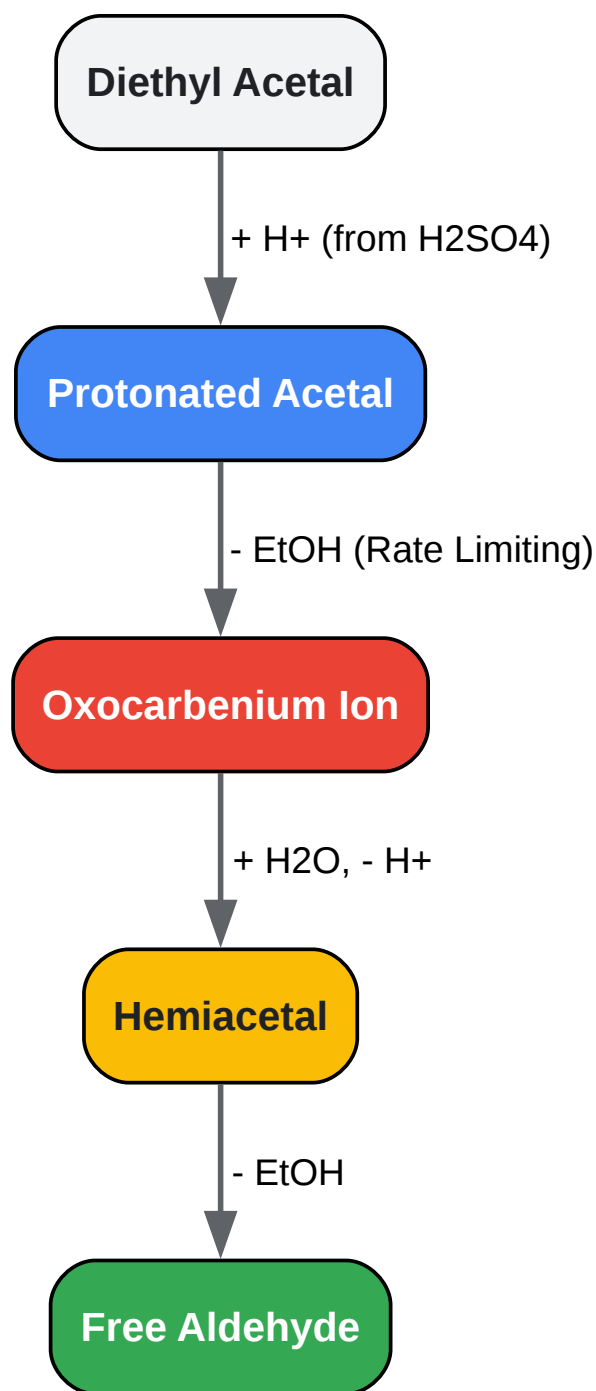 Diethyl Acetal
+ H+ (from H2SO4)
Protonated Acetal
- EtOH (Rate Limiting)
Oxocarbenium Ion
+ H2O, - H+
Hemiacetal
- EtOH
Free Aldehyde